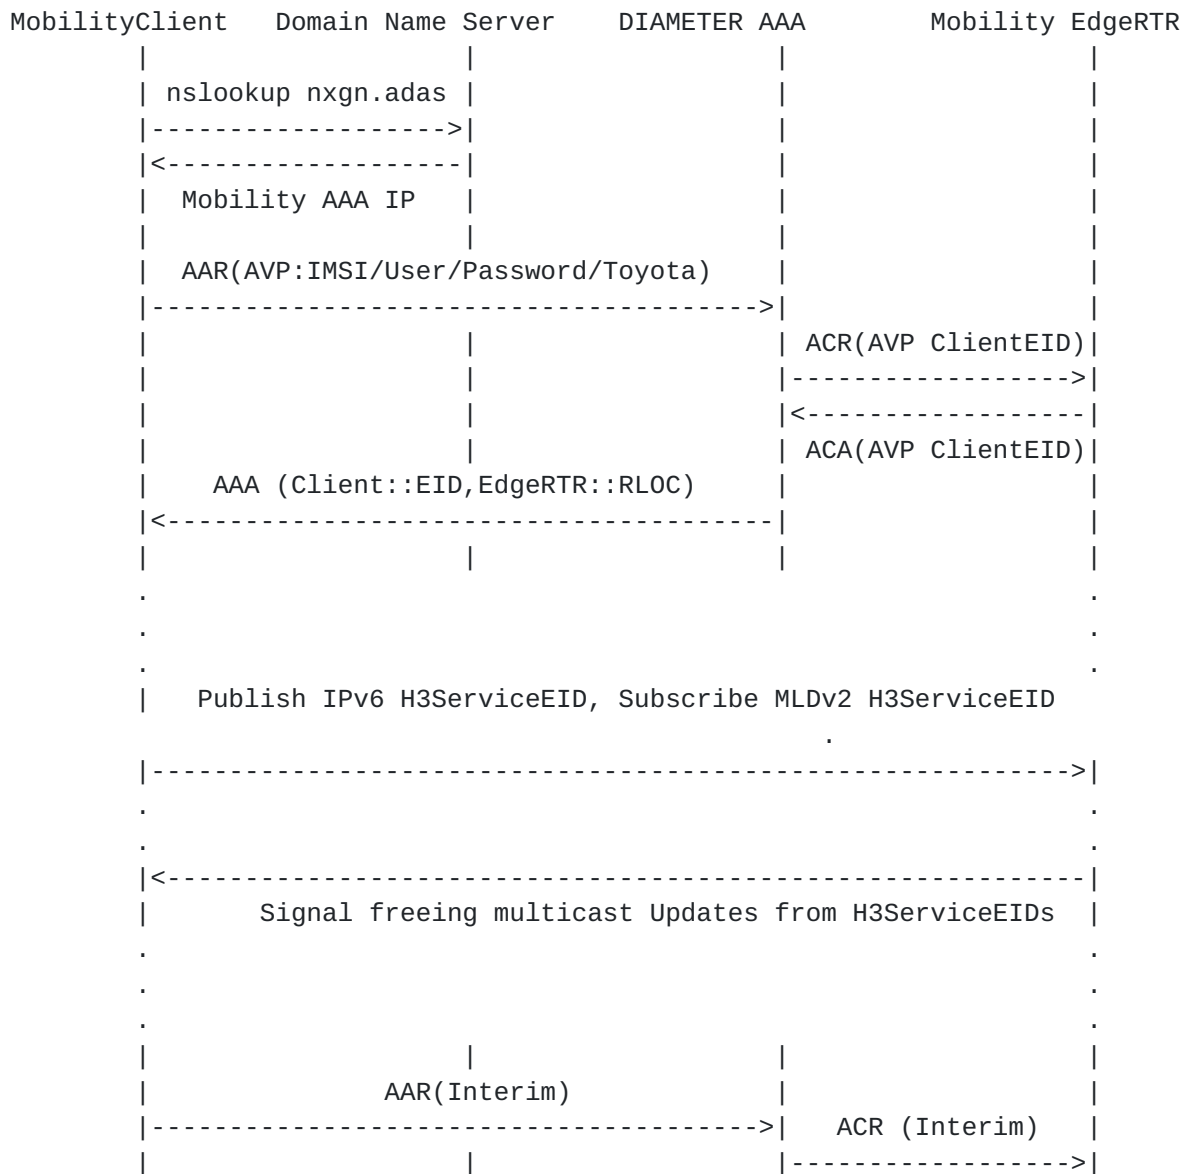 MobilityClient   Domain Name Server    DIAMETER AAA        Mobility EdgeRTR
        |                    |                   |                   |
        | nslookup nxgn.adas |                   |                   |
        |------------------->|                   |                   |
        |<-------------------|                   |                   |
        |  Mobility AAA IP   |                   |                   |
        |                    |                   |                   |
        |  AAR(AVP:IMSI/User/Password/Toyota)    |                   |
        |--------------------------------------->|                   |
        |                    |                   | ACR(AVP ClientEID)|
        |                    |                   |------------------>|
        |                    |                   |<------------------|
        |                    |                   | ACA(AVP ClientEID)|
        |    AAA (Client::EID,EdgeRTR::RLOC)     |                   |
        |<---------------------------------------|                   |
        |                    |                   |                   |
        .                                                            .
        .                                                            .
        .                                                            .
        |   Publish IPv6 H3ServiceEID, Subscribe MLDv2 H3ServiceEID
                                                    .
        |----------------------------------------------------------->|
        .                                                            .
        .                                                            .
        |<-----------------------------------------------------------|
        |       Signal freeing multicast Updates from H3ServiceEIDs  |
        .                                                            .
        .                                                            .
        .                                                            .
        |                    |                   |                   |
        |               AAR(Interim)             |                   |
        |--------------------------------------->|   ACR (Interim)   |
        |                    |                   |------------------>|